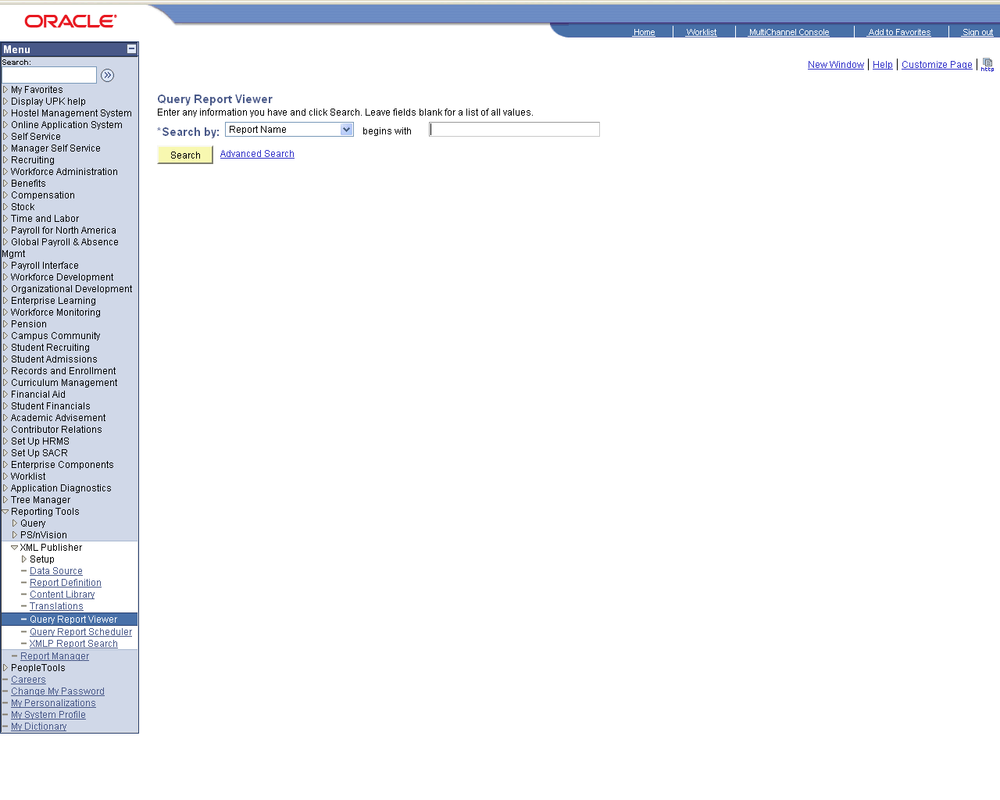 ORACLE
Home
Worklist
MultiChannel Console
Add to Favorites
Sign out
Menu
Search:
My Favorites
Display UPK help
Hostel Management System
Online Application System
Self Service
Manager Self Service
Recruiting
Workforce Administration
Benefits
Compensation
Stock
Time and Labor
Payroll for North America
Global Payroll & Absence
Mgmt
Payroll Interface
Workforce Development
Organizational Development
Enterprise Learning
Workforce Monitoring
Pension
Campus Community
Student Recruiting
Student Admissions
Records and Enrollment
Curriculum Management
Financial Aid
Student Financials
Academic Advisement
Contributor Relations
Set Up HRMS
Set Up SACR
Enterprise Components
Worklist
Application Diagnostics
Tree Manager
Reporting Tools
Query
PS/nVision
XML Publisher
Setup
Data Source
Report Definition
Content Library
Translations
Query Report Viewer
Query Report Scheduler
XMLP Report Search
Report Manager
PeopleTools
Careers
Change My Password
My Personalizations
My System Profile
My Dictionary
New Window | Help | Customize Page | http
Query Report Viewer
Enter any information you have and click Search. Leave fields blank for a list of all values.
*Search by: Report Name begins with
Search Advanced Search